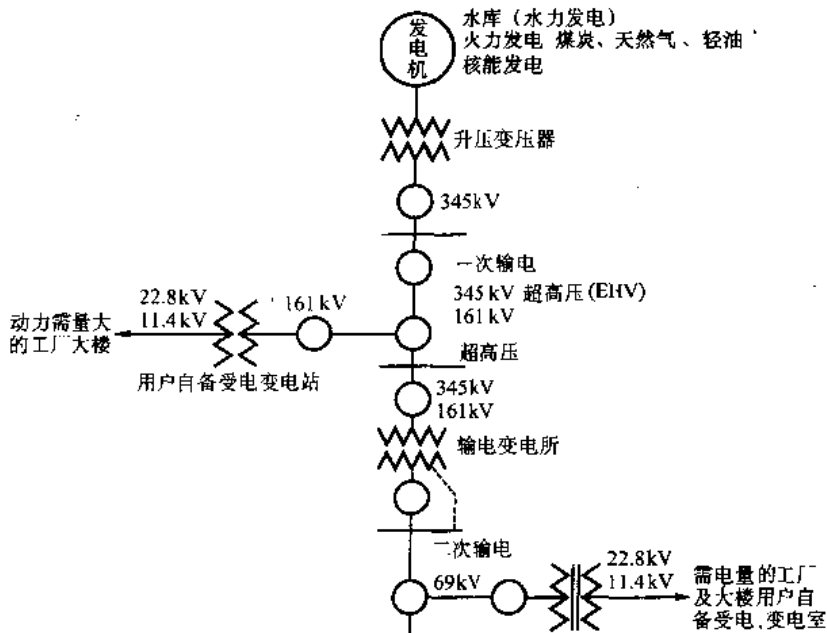 发电机
水库（水力发电）
火力发电 煤炭、天然气、轻油
核能发电
升压变压器
345kV
一次输电
345kV 超高压(EHV)
161kV
22.8kV
11.4kV
161kV
动力需量大
的工厂大楼
用户自备受电变电站
超高压
345kV
161kV
输电变电所
二次输电
69kV
22.8kV
11.4kV
需电量的工厂
及大楼用户自
备受电、变电室